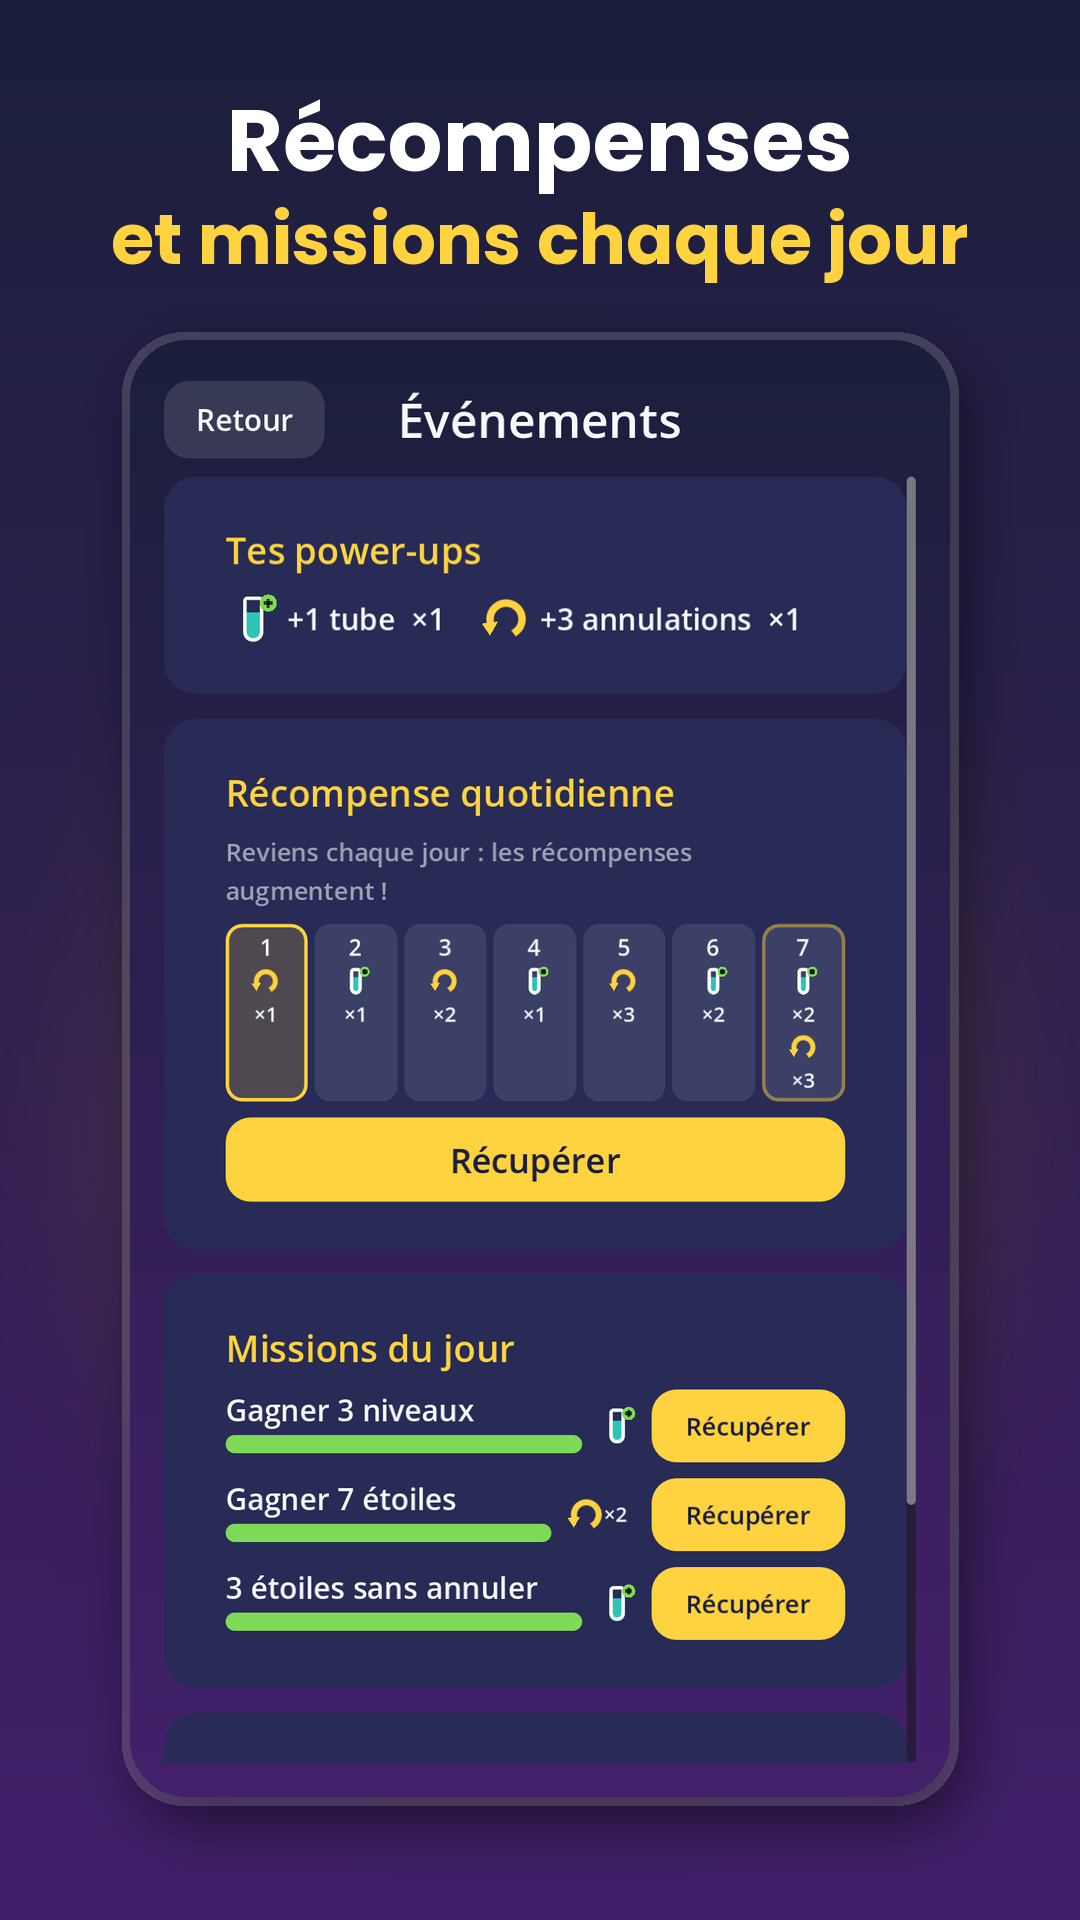 Récompenses
et missions chaque jour
Retour
Événements
Tes power-ups
+1 tube ×1 +3 annulations ×1
Récompense quotidienne
Reviens chaque jour : les récompenses
augmentent !
1 2 3 4 5 6 7
×1 ×1 ×2 ×1 ×3 ×2 ×2
×3
Récupérer
Missions du jour
Gagner 3 niveaux
Récupérer
Gagner 7 étoiles
×2
Récupérer
3 étoiles sans annuler
Récupérer